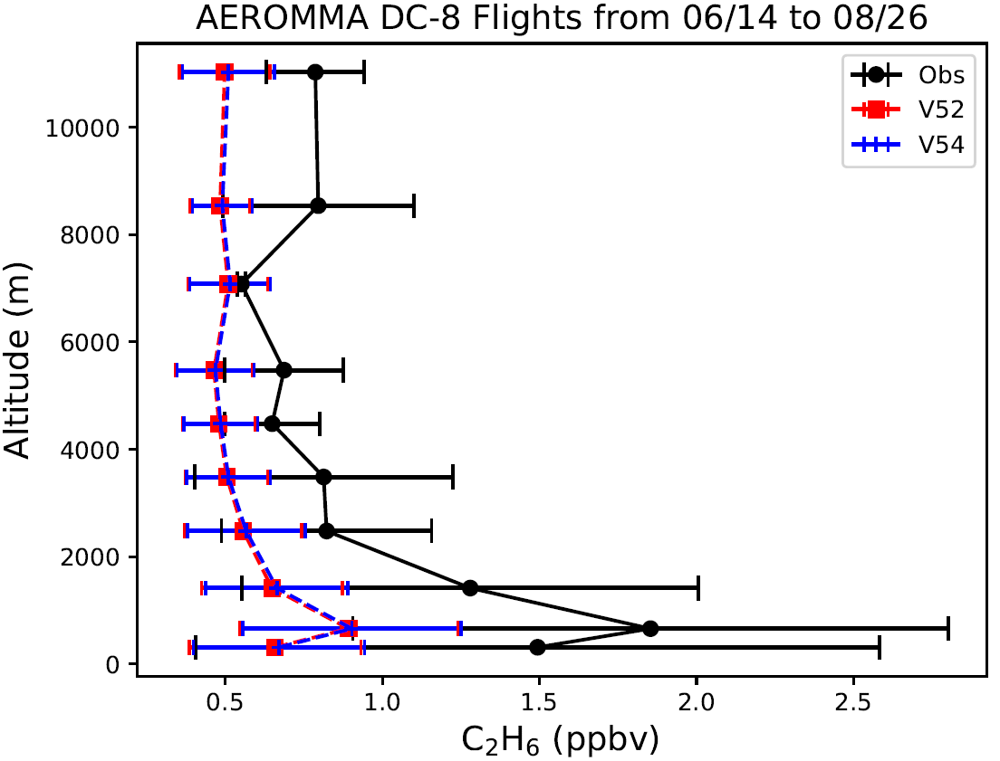 AEROMMA DC-8 Flights from 06/14 to 08/26
Obs
V52
V54
10000
8000
6000
4000
2000
0
Altitude (m)
0.5 1.0 1.5 2.0 2.5
C₂H₆ (ppbv)